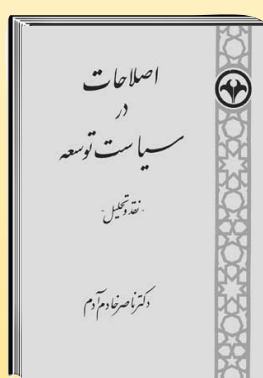 اصلاحات
در
سیاست توسعه
- نقد و تحلیل -
دکتر ناصر خادم آدم